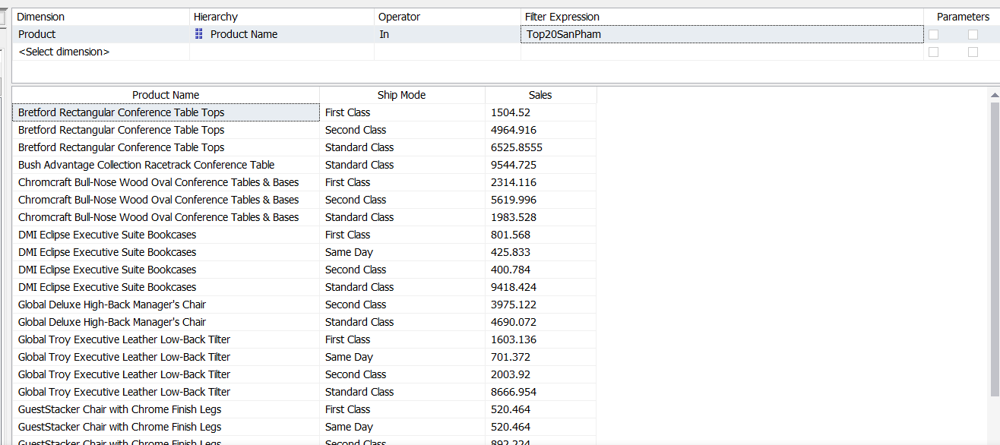 Dimension Hierarchy Operator Filter Expression Parameters
Product Product Name In Top20SanPham
<Select dimension>
Product Name Ship Mode Sales
Bretford Rectangular Conference Table Tops First Class 1504.52
Bretford Rectangular Conference Table Tops Second Class 4964.916
Bretford Rectangular Conference Table Tops Standard Class 6525.8555
Bush Advantage Collection Racetrack Conference Table Standard Class 9544.725
Chromcraft Bull-Nose Wood Oval Conference Tables & Bases First Class 2314.116
Chromcraft Bull-Nose Wood Oval Conference Tables & Bases Second Class 5619.996
Chromcraft Bull-Nose Wood Oval Conference Tables & Bases Standard Class 1983.528
DMI Eclipse Executive Suite Bookcases First Class 801.568
DMI Eclipse Executive Suite Bookcases Same Day 425.833
DMI Eclipse Executive Suite Bookcases Second Class 400.784
DMI Eclipse Executive Suite Bookcases Standard Class 9418.424
Global Deluxe High-Back Manager's Chair Second Class 3975.122
Global Deluxe High-Back Manager's Chair Standard Class 4690.072
Global Troy Executive Leather Low-Back Tilter First Class 1603.136
Global Troy Executive Leather Low-Back Tilter Same Day 701.372
Global Troy Executive Leather Low-Back Tilter Second Class 2003.92
Global Troy Executive Leather Low-Back Tilter Standard Class 8666.954
GuestStacker Chair with Chrome Finish Legs First Class 520.464
GuestStacker Chair with Chrome Finish Legs Same Day 520.464
GuestStacker Chair with Chrome Finish Legs Second Class 892.224